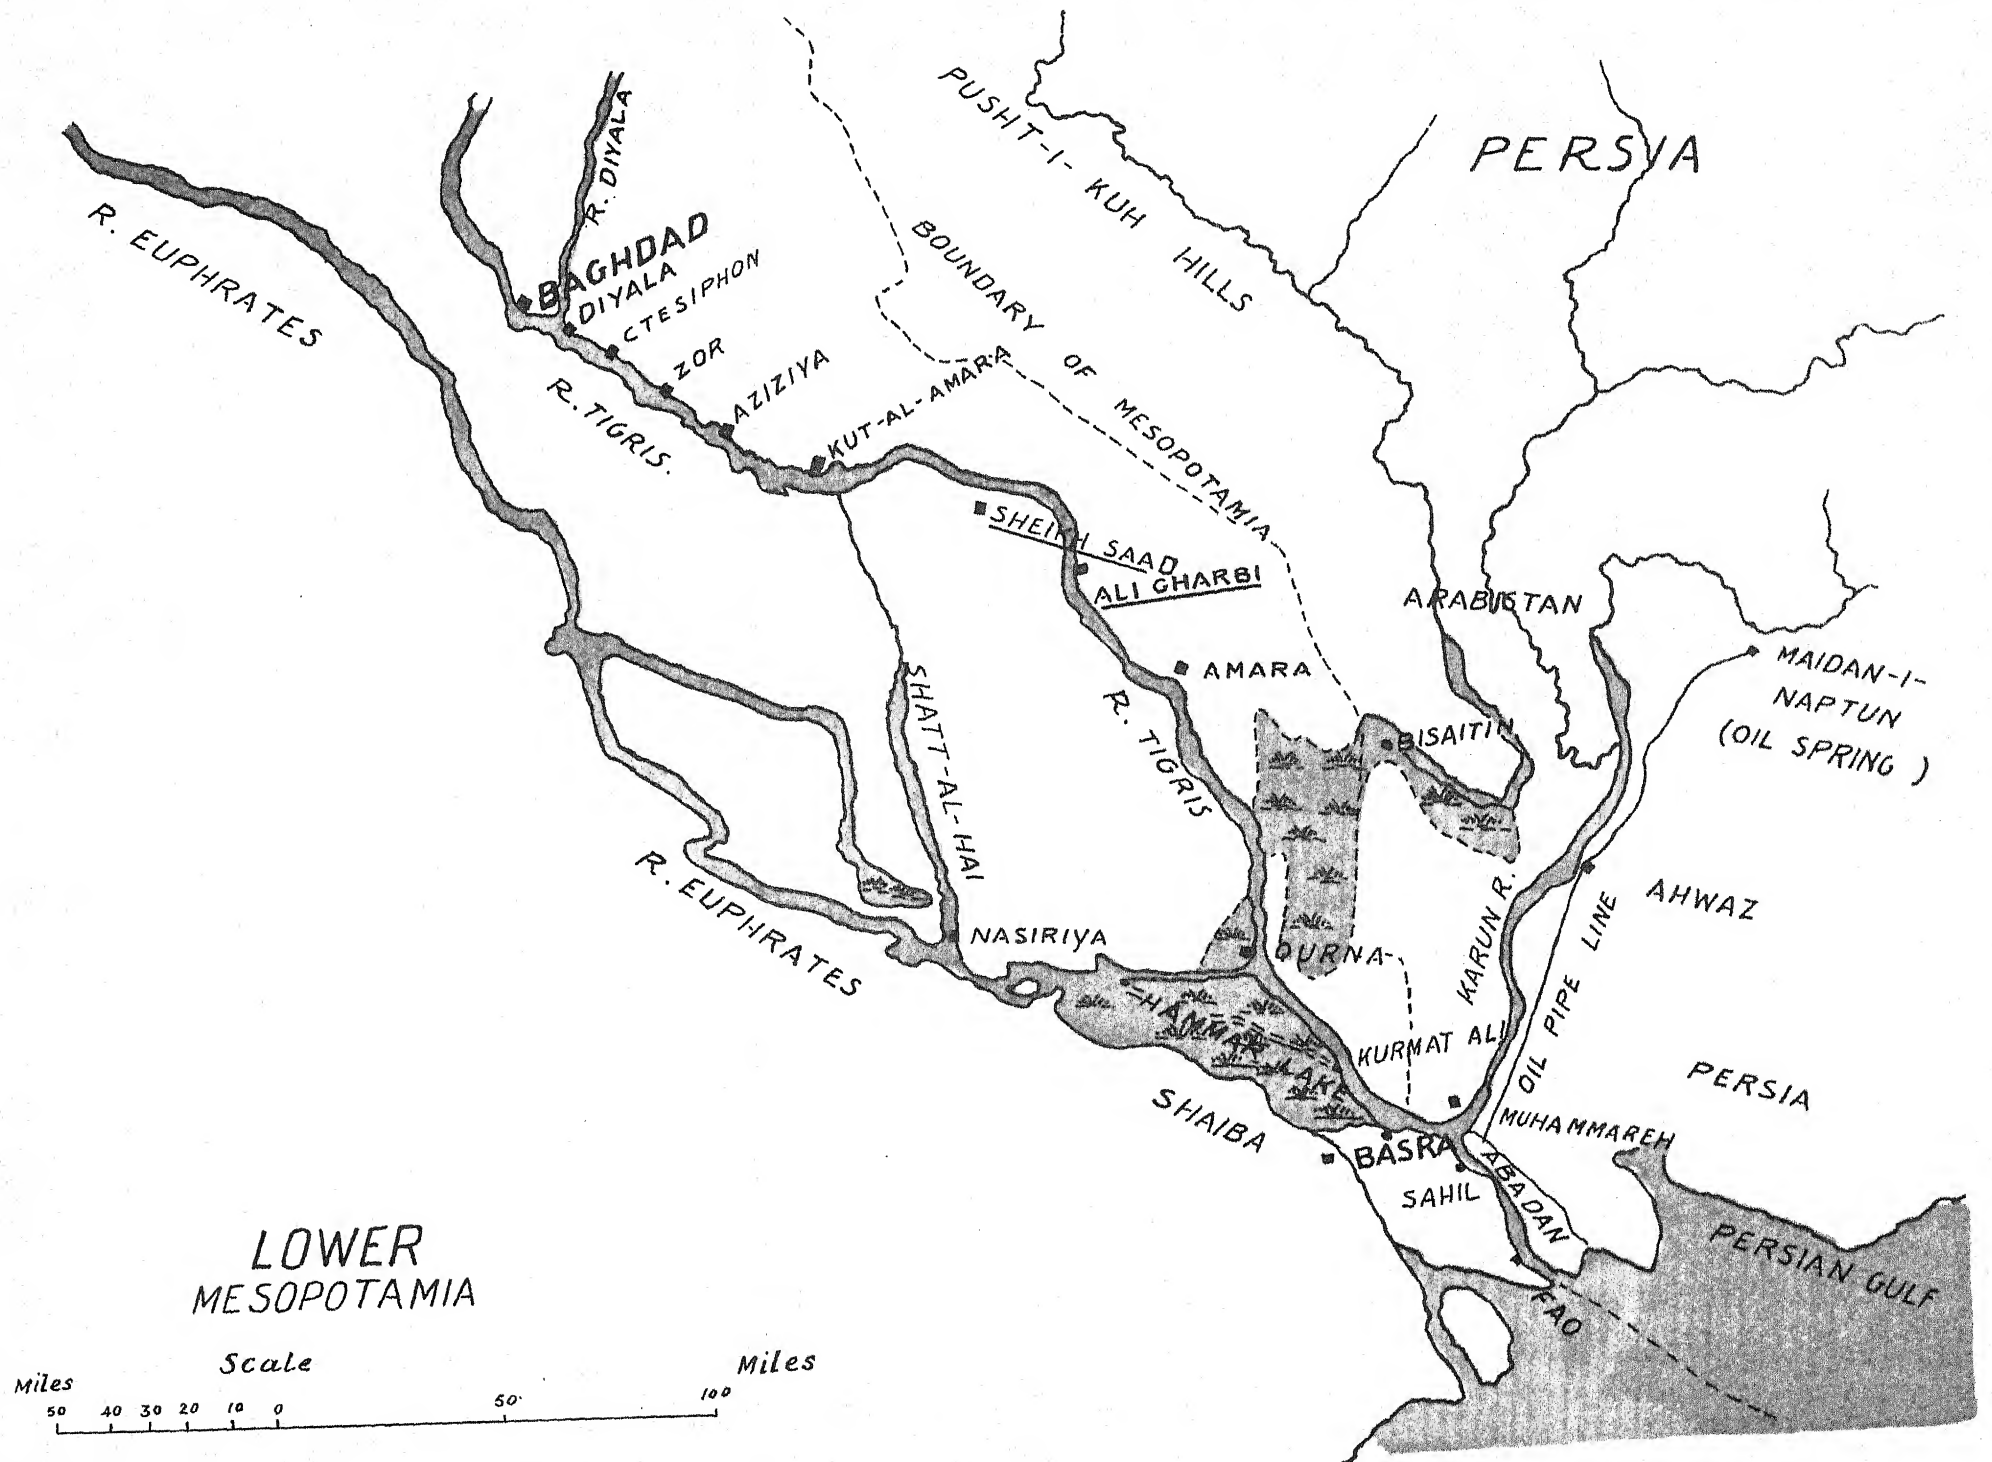 PERSIA
PUSHT-I-KUH HILLS
R. DIYALA
R. EUPHRATES
BAGHDAD
DIYALA
CTESIPHON
ZOR
AZIZIYA
KUT-AL-AMARA
R. TIGRIS.
BOUNDARY OF MESOPOTAMIA
SHEIKH SAAD
ALI GHARBI
ARABISTAN
AMARA
MAIDAN-I-
NAPTUN
(OIL SPRING)
R. TIGRIS
SHATT-AL-HAI
BISAITIN
R. EUPHRATES
NASIRIYA
QURNA
KARUN R.
AHWAZ
OIL PIPE LINE
HAMMAR LAKE
KURMAT ALI
PERSIA
SHAIBA
MUHAMMAREH
BASRA
SAHIL
ABADAN
PERSIAN GULF
FAO
LOWER
MESOPOTAMIA
Scale
Miles Miles
50 40 30 20 10 0 50 100